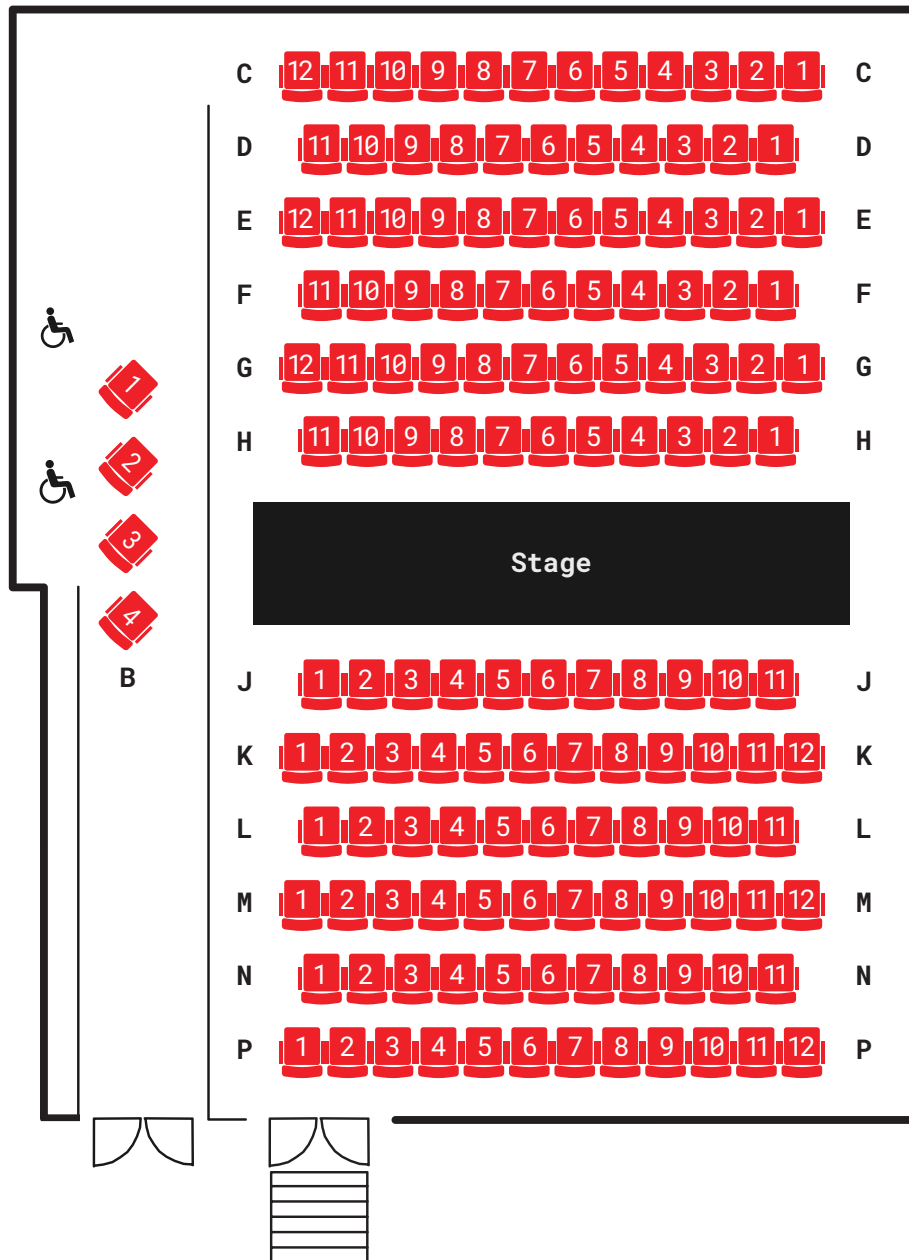 C 12 11 10 9 8 7 6 5 4 3 2 1 C
D 11 10 9 8 7 6 5 4 3 2 1 D
E 12 11 10 9 8 7 6 5 4 3 2 1 E
F 11 10 9 8 7 6 5 4 3 2 1 F
G 12 11 10 9 8 7 6 5 4 3 2 1 G
H 11 10 9 8 7 6 5 4 3 2 1 H
1
2
3
4
B
Stage
J 1 2 3 4 5 6 7 8 9 10 11 J
K 1 2 3 4 5 6 7 8 9 10 11 12 K
L 1 2 3 4 5 6 7 8 9 10 11 L
M 1 2 3 4 5 6 7 8 9 10 11 12 M
N 1 2 3 4 5 6 7 8 9 10 11 N
P 1 2 3 4 5 6 7 8 9 10 11 12 P